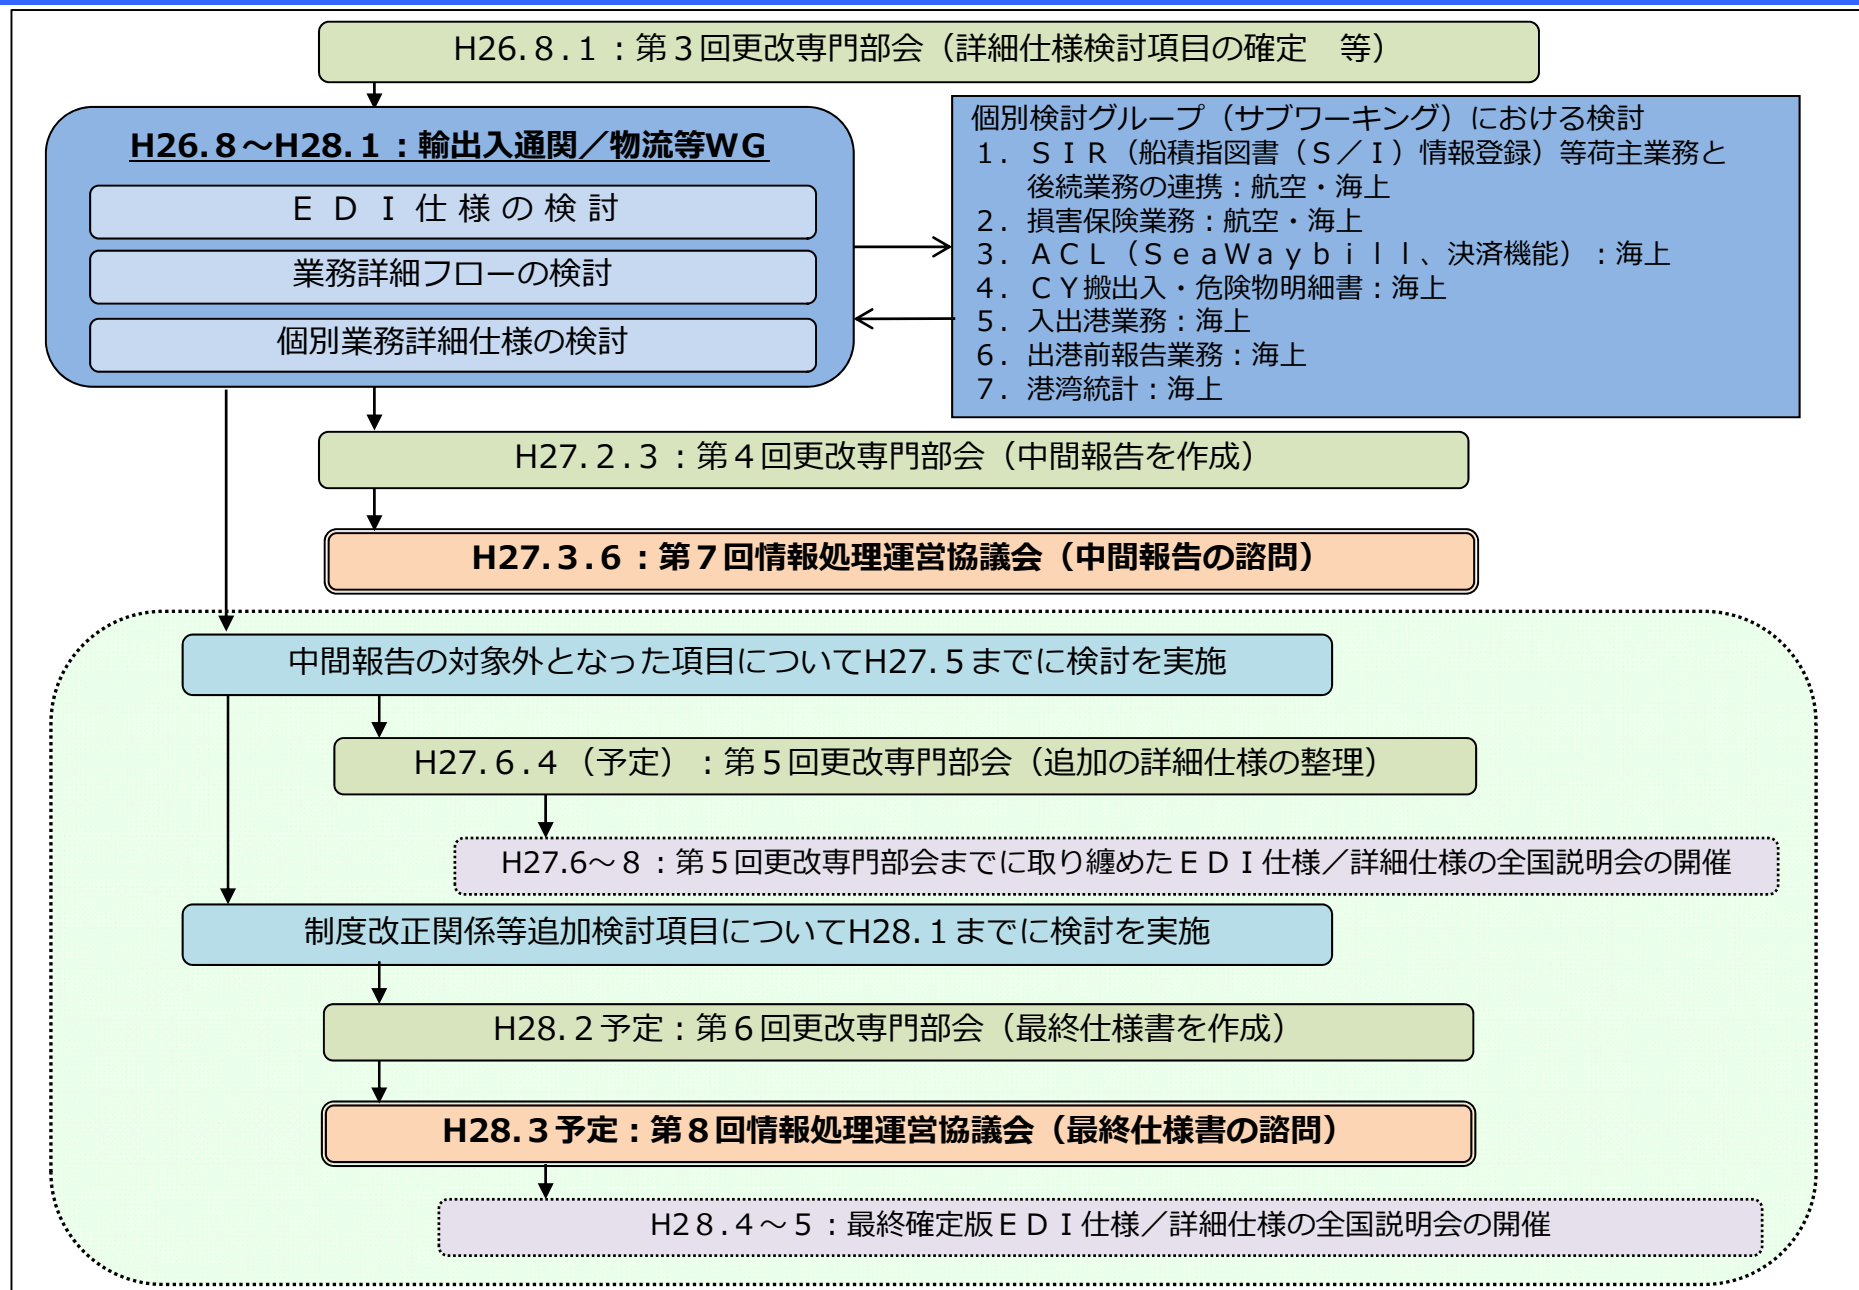 H26.8.1：第３回更改専門部会（詳細仕様検討項目の確定　等）
H26.8～H28.1：輸出入通関／物流等WG
ＥＤＩ仕様の検討
業務詳細フローの検討
個別業務詳細仕様の検討
個別検討グループ（サブワーキング）における検討
１．ＳＩＲ（船積指図書（Ｓ／Ｉ）情報登録）等荷主業務と
後続業務の連携：航空・海上
２．損害保険業務：航空・海上
３．ＡＣＬ（ＳｅａＷａｙｂｉｌｌ、決済機能）：海上
４．ＣＹ搬出入・危険物明細書：海上
５．入出港業務：海上
６．出港前報告業務：海上
７．港湾統計：海上
H27.2.3：第４回更改専門部会（中間報告を作成）
H27.3.6：第７回情報処理運営協議会（中間報告の諮問）
中間報告の対象外となった項目についてH27.5までに検討を実施
H27.6.4（予定）：第５回更改専門部会（追加の詳細仕様の整理）
H27.6～８：第５回更改専門部会までに取り纏めたＥＤＩ仕様／詳細仕様の全国説明会の開催
制度改正関係等追加検討項目についてH28.1までに検討を実施
H28.2予定：第６回更改専門部会（最終仕様書を作成）
H28.3予定：第８回情報処理運営協議会（最終仕様書の諮問）
H28.4～5：最終確定版ＥＤＩ仕様／詳細仕様の全国説明会の開催